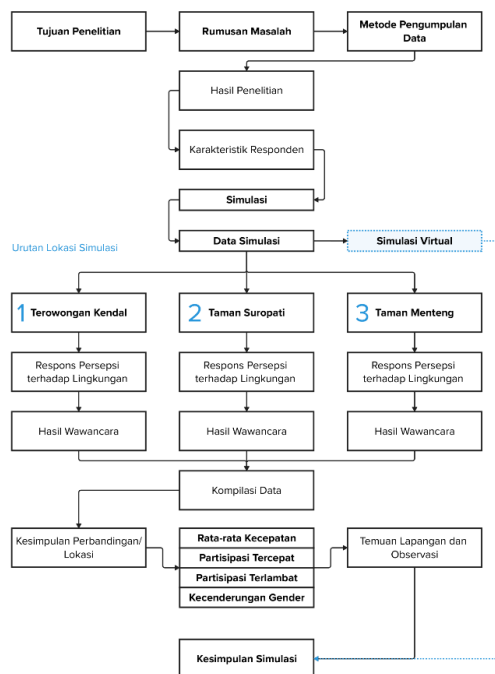 Tujuan Penelitian
Rumusan Masalah
Metode Pengumpulan
Data
Hasil Penelitian
Karakteristik Responden
Simulasi
Urutan Lokasi Simulasi
Data Simulasi
Simulasi Virtual
1 Terowongan Kendal
2 Taman Suropati
3 Taman Menteng
Respons Persepsi
terhadap Lingkungan
Respons Persepsi
terhadap Lingkungan
Respons Persepsi
terhadap Lingkungan
Hasil Wawancara
Hasil Wawancara
Hasil Wawancara
Kompilasi Data
Kesimpulan Perbandingan/
Lokasi
Rata-rata Kecepatan
Partisipasi Tercepat
Partisipasi Terlambat
Kecenderungan Gender
Temuan Lapangan dan
Observasi
Kesimpulan Simulasi